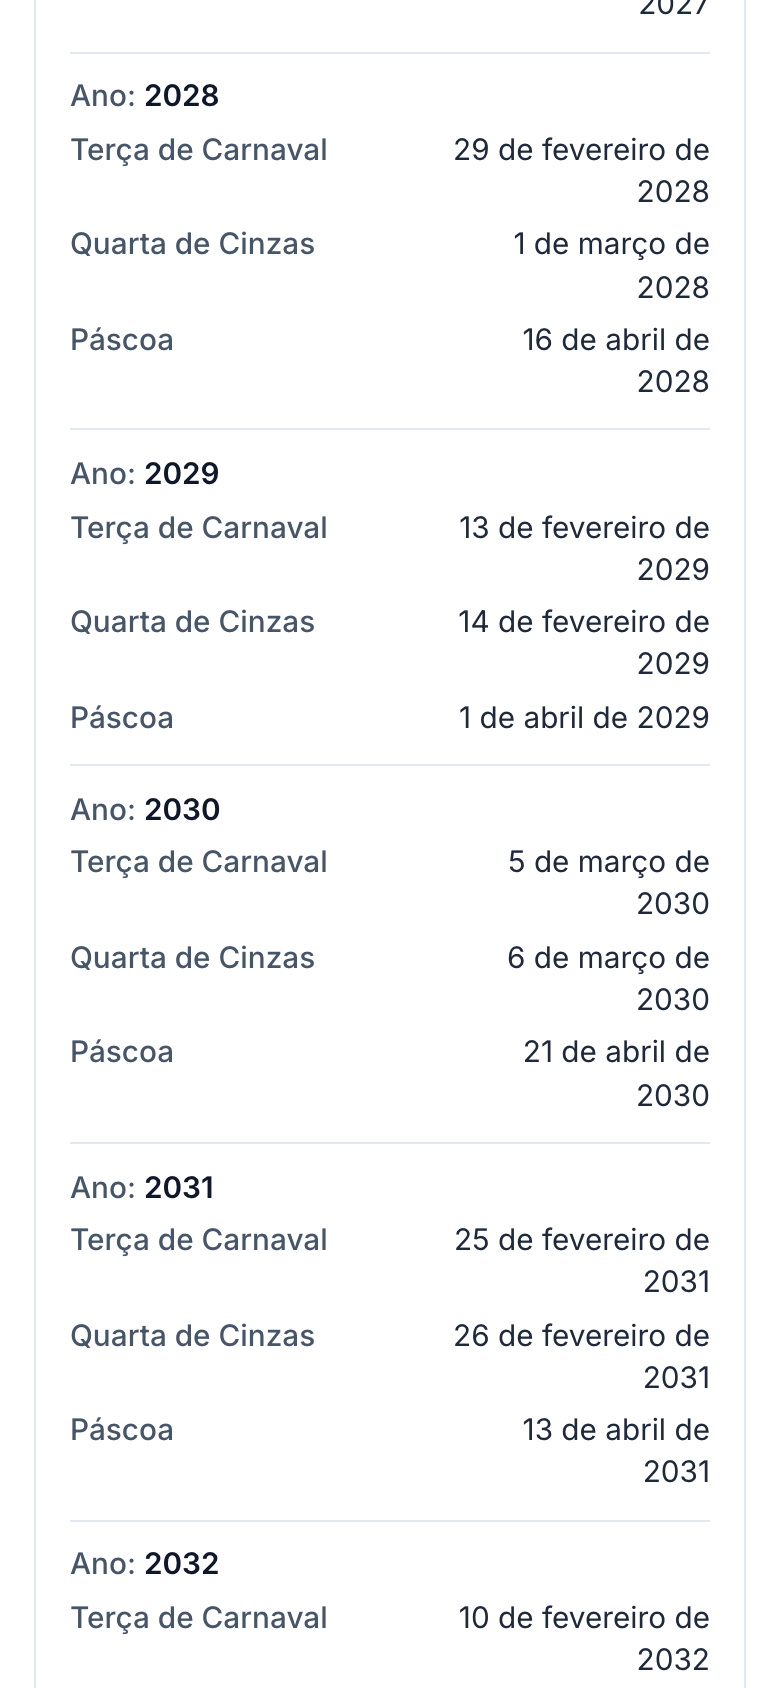 2027
Ano: 2028
Terça de Carnaval 29 de fevereiro de
2028
Quarta de Cinzas 1 de março de
2028
Páscoa 16 de abril de
2028
Ano: 2029
Terça de Carnaval 13 de fevereiro de
2029
Quarta de Cinzas 14 de fevereiro de
2029
Páscoa 1 de abril de 2029
Ano: 2030
Terça de Carnaval 5 de março de
2030
Quarta de Cinzas 6 de março de
2030
Páscoa 21 de abril de
2030
Ano: 2031
Terça de Carnaval 25 de fevereiro de
2031
Quarta de Cinzas 26 de fevereiro de
2031
Páscoa 13 de abril de
2031
Ano: 2032
Terça de Carnaval 10 de fevereiro de
2032